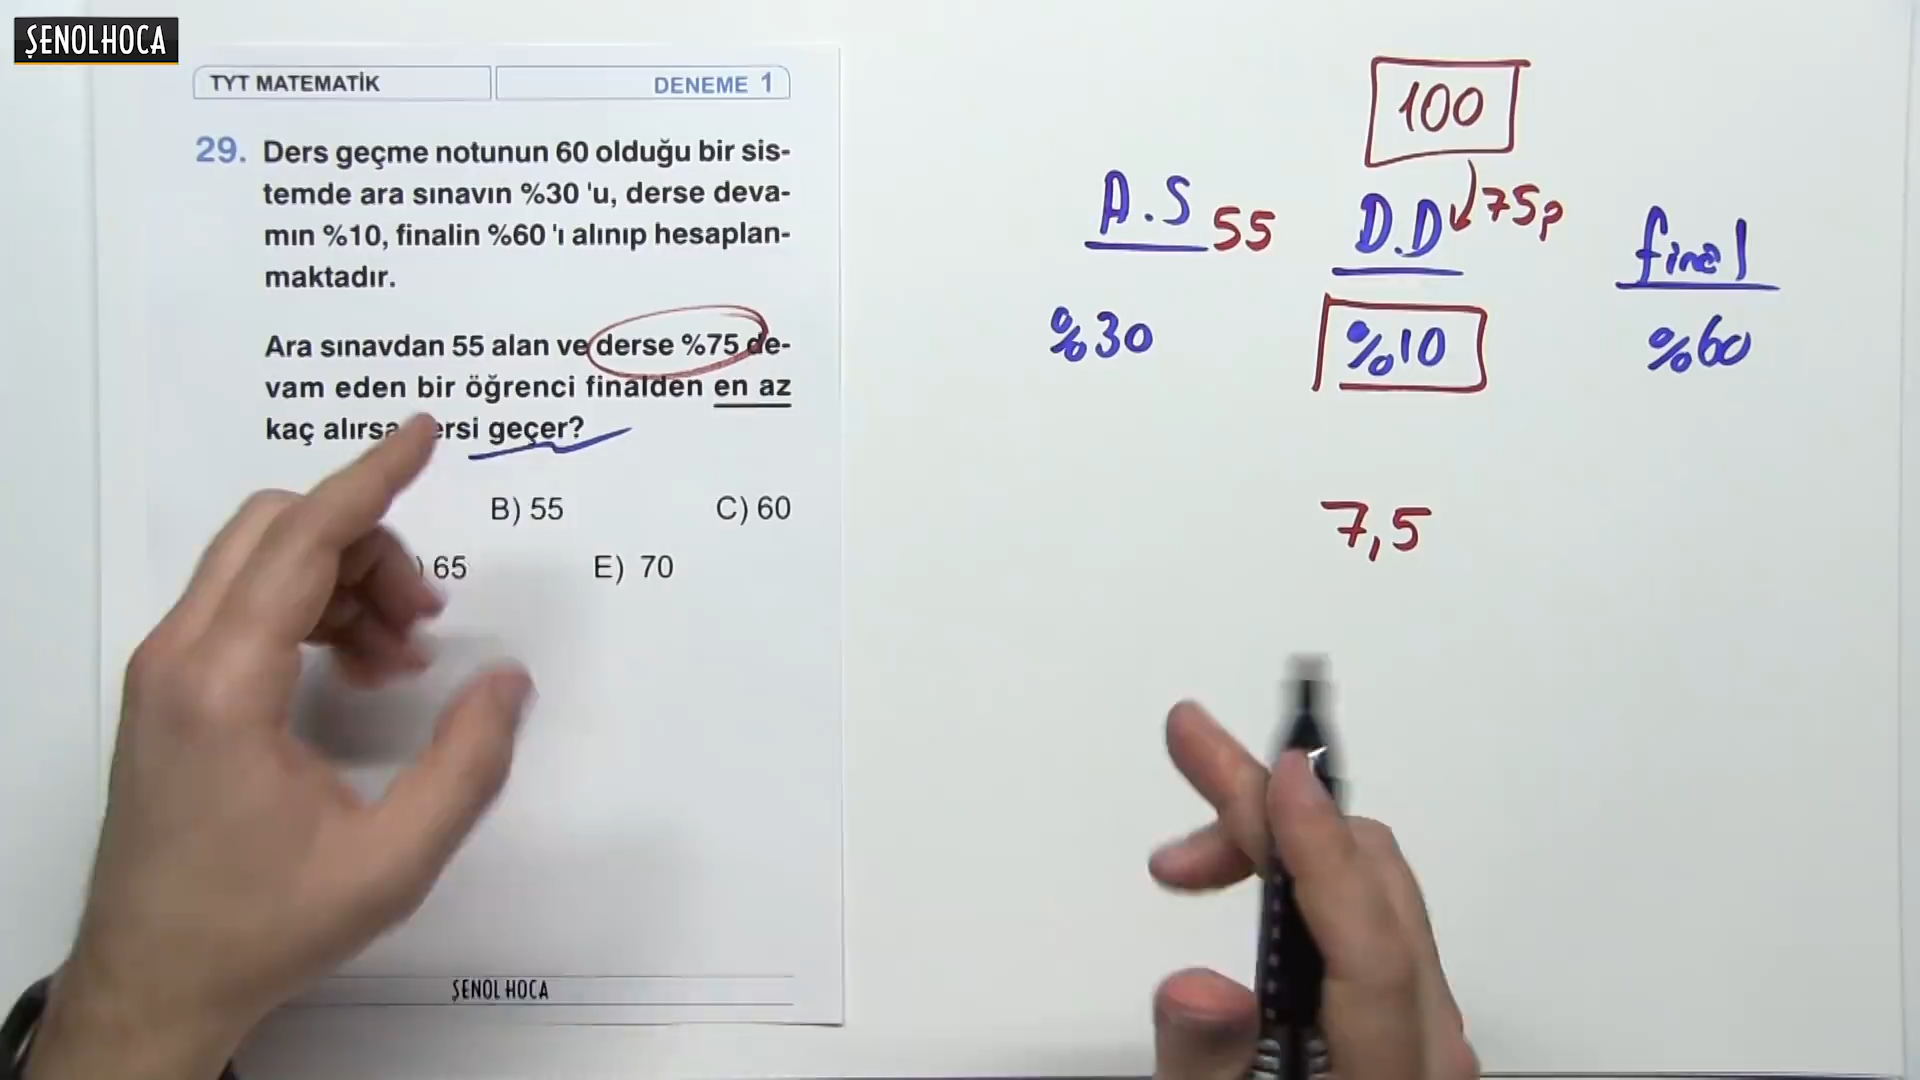 ŞENOLHOCA
TYT MATEMATİK
DENEME 1
29. Ders geçme notunun 60 olduğu bir sis-
temde ara sınavın %30 'u, derse deva-
mın %10, finalin %60 'ı alınıp hesaplan-
maktadır.
Ara sınavdan 55 alan ve derse %75 de-
vam eden bir öğrenci finalden en az
kaç alırsa geçer?
B) 55
C) 60
) 65
E) 70
ŞENOL HOCA
100
A.S 55
D.D 75p
final
%30
%10
%60
7,5